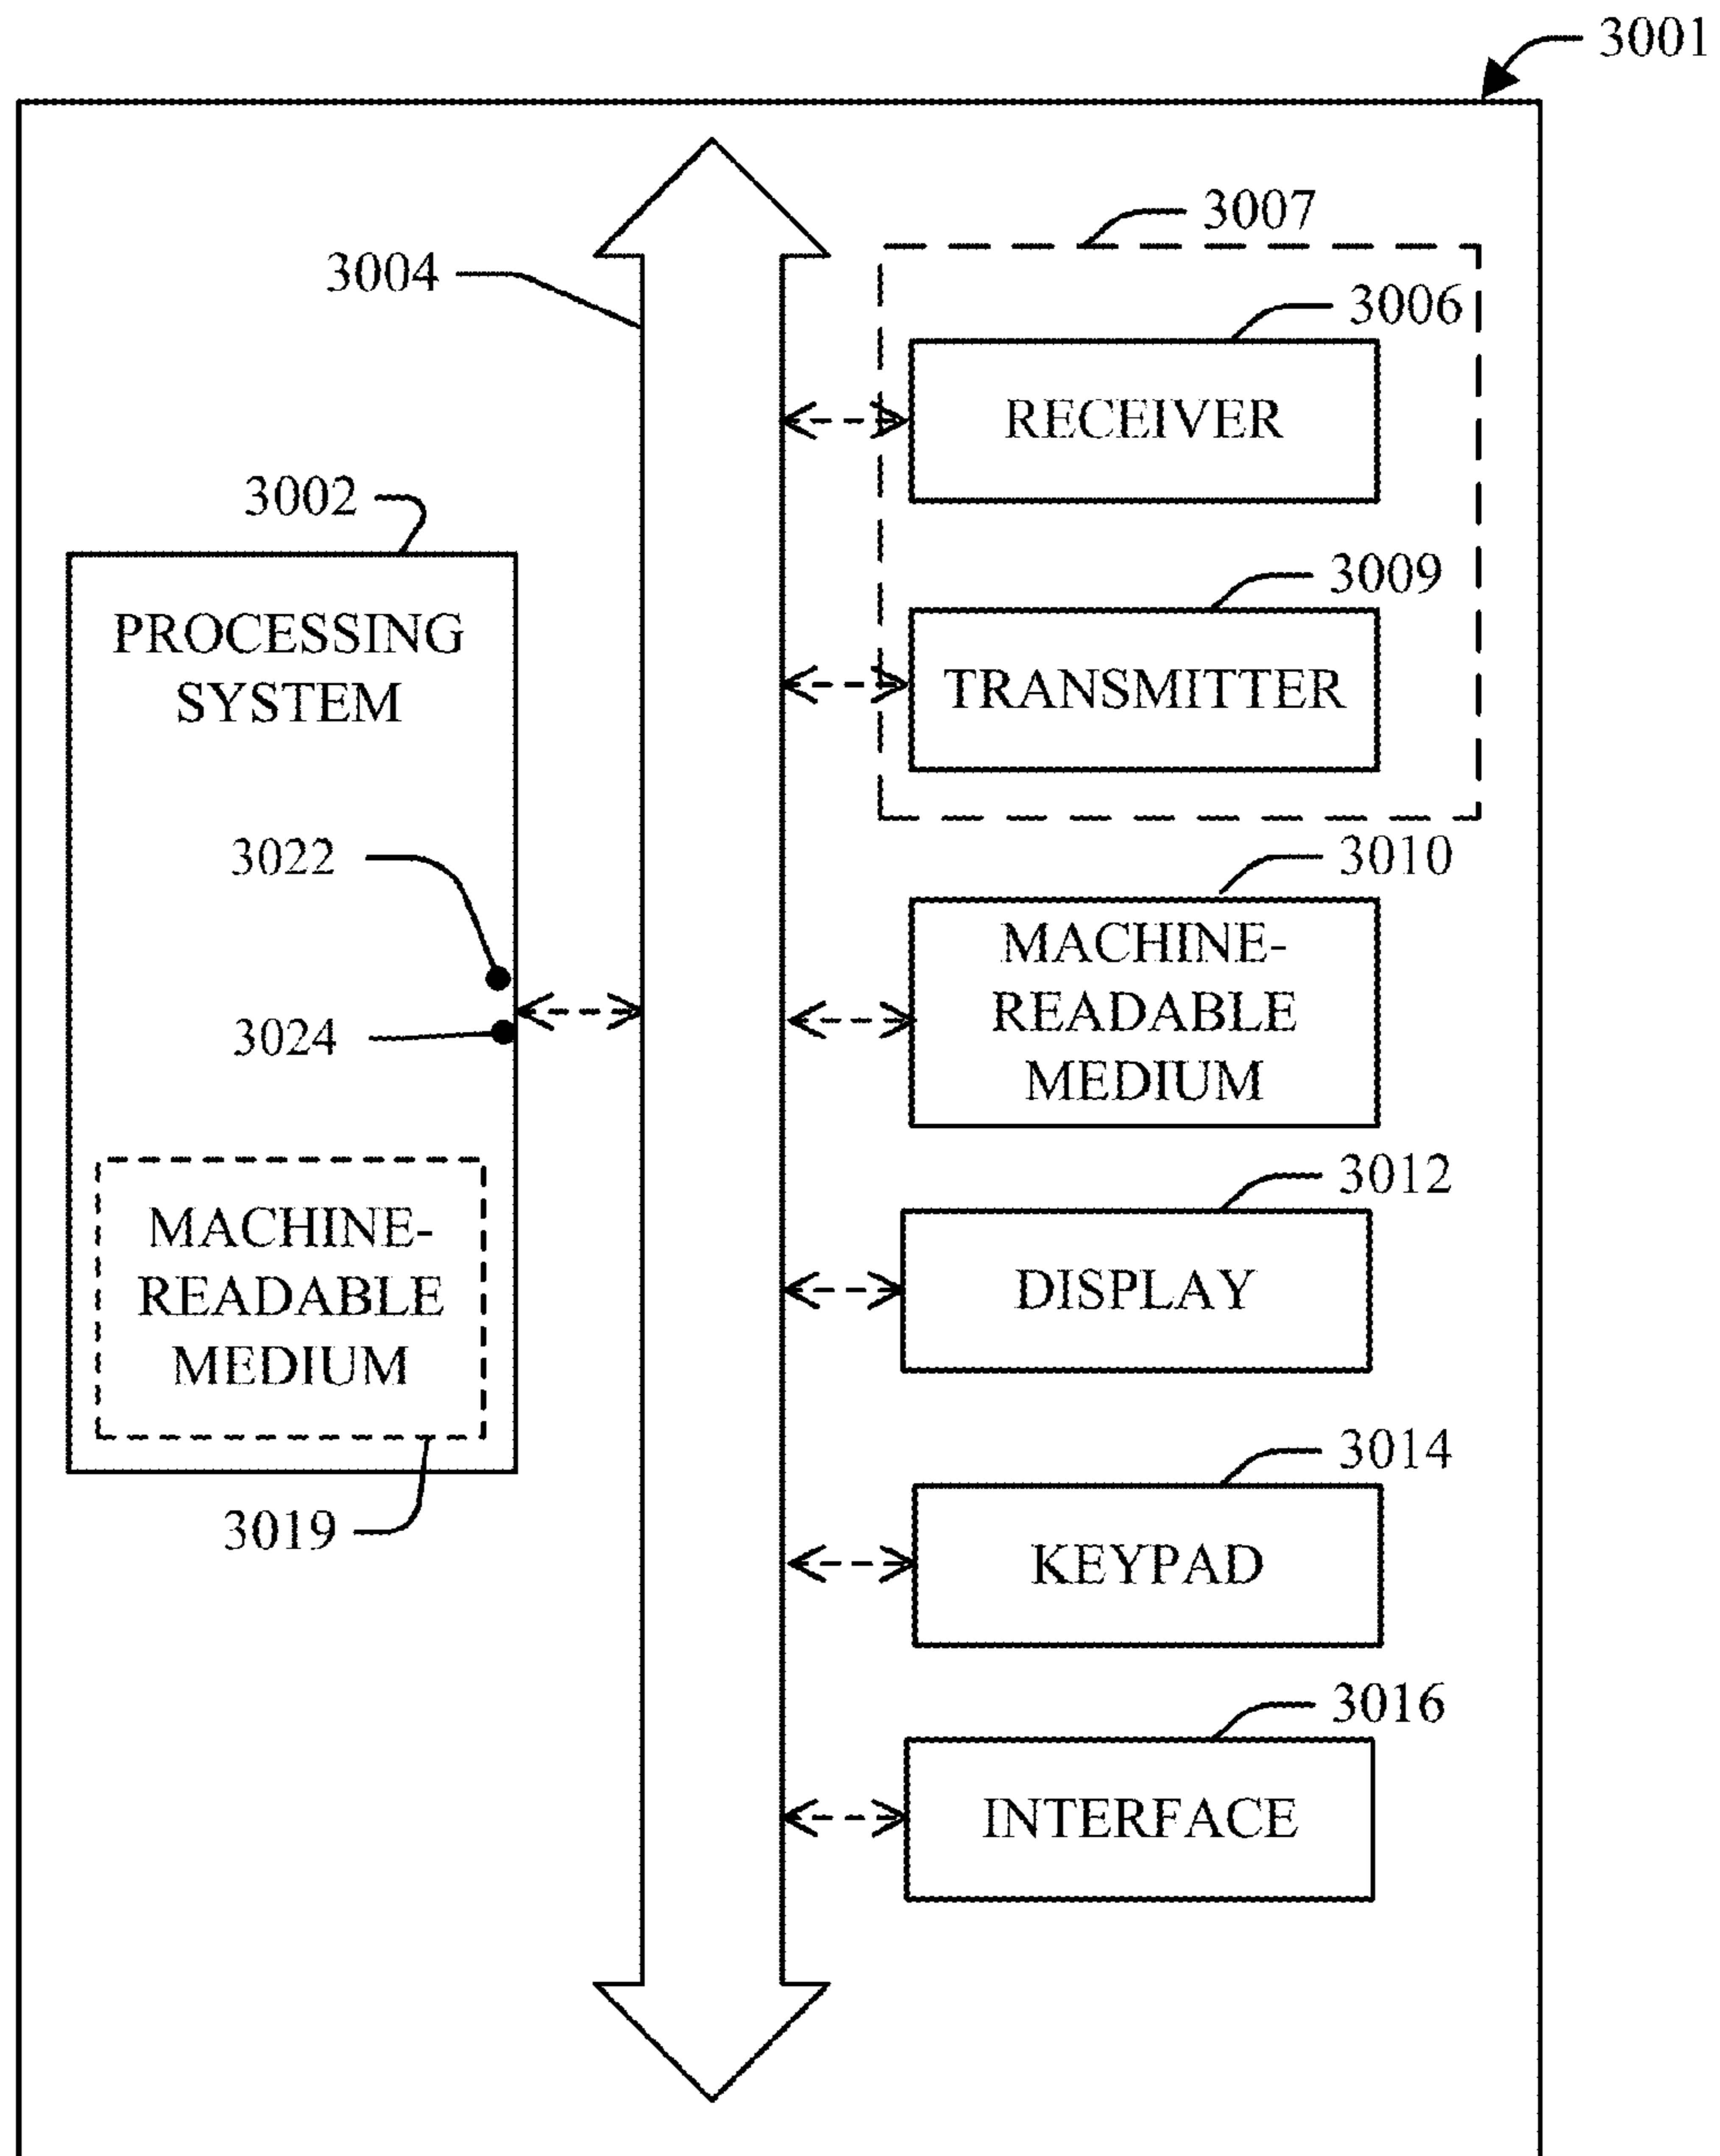 3001
3007
3004
3006
RECEIVER
3002
3009
PROCESSING
SYSTEM
TRANSMITTER
3022
3010
MACHINE-
READABLE
MEDIUM
3024
3012
MACHINE-
READABLE
MEDIUM
DISPLAY
3014
3019
KEYPAD
3016
INTERFACE